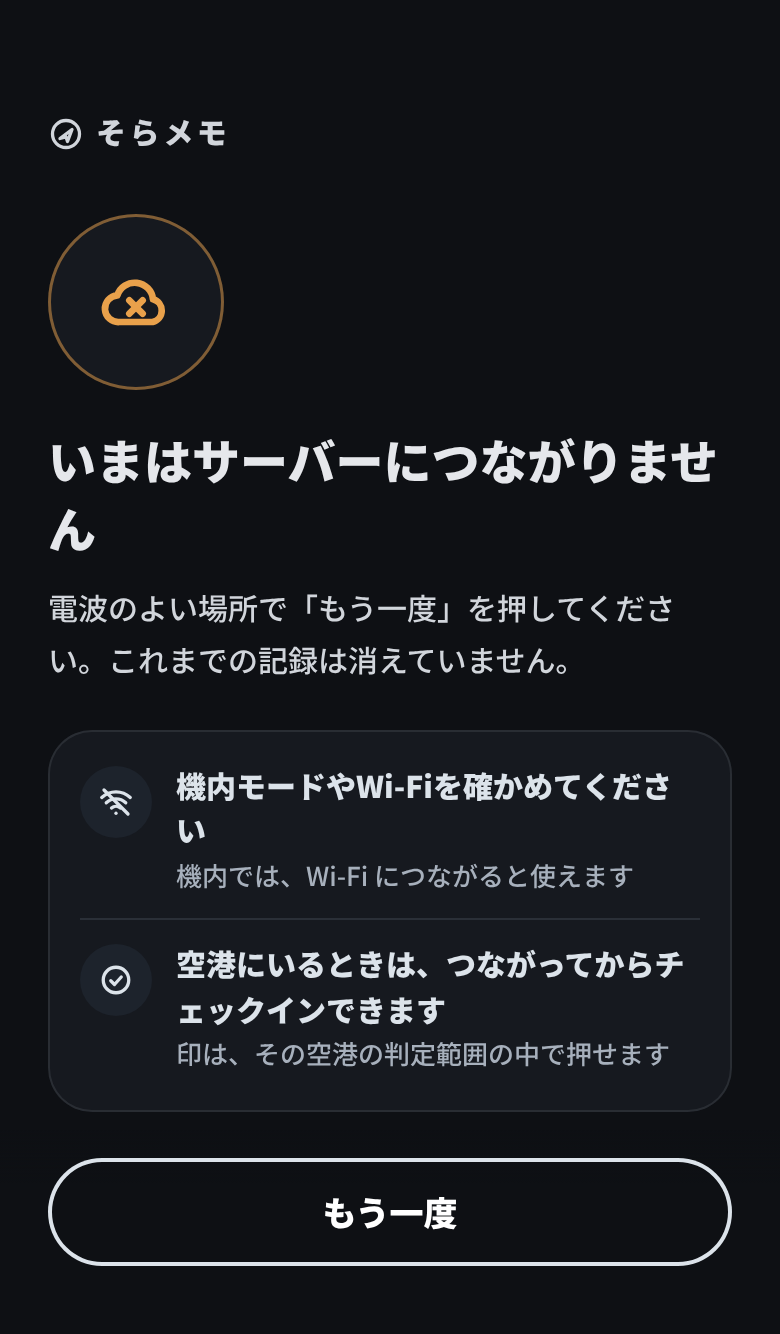 そらメモ
いまはサーバーにつながりませ
ん
電波のよい場所で「もう一度」を押してくださ
い。これまでの記録は消えていません。
機内モードやWi-Fiを確かめてくださ
い
機内では、Wi-Fi につながると使えます
空港にいるときは、つながってからチ
ェックインできます
印は、その空港の判定範囲の中で押せます
もう一度